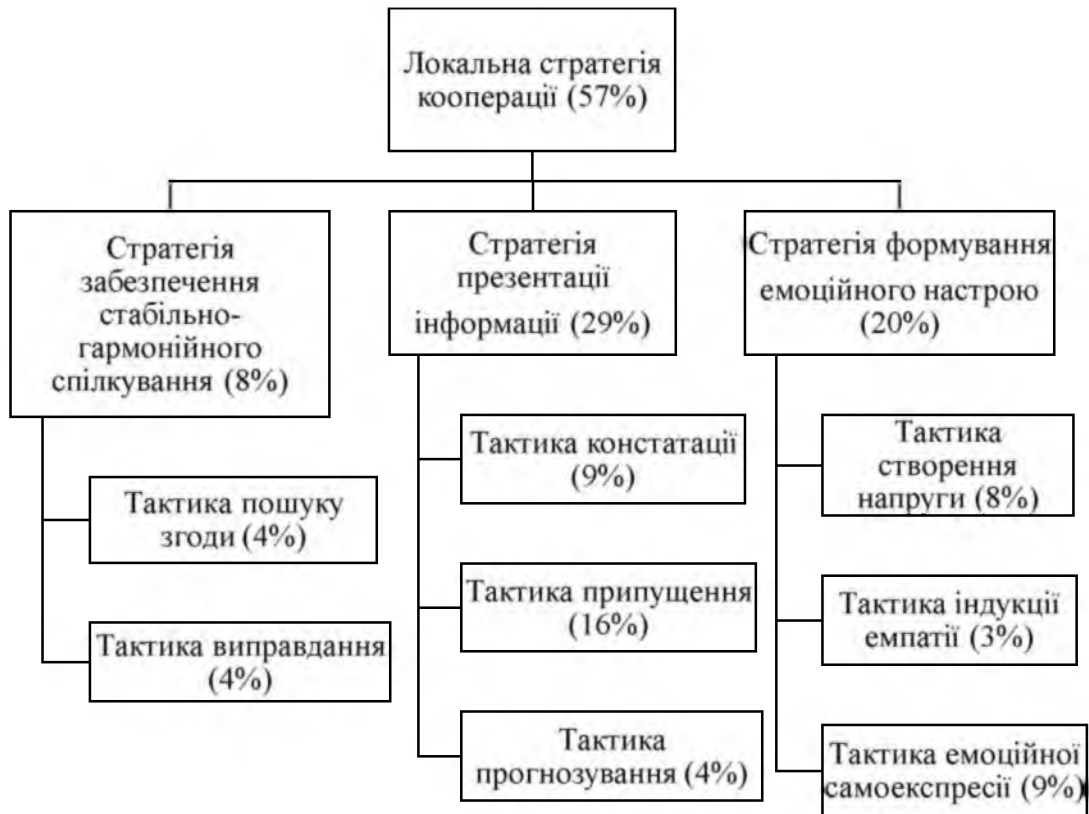 Локальна стратегія
кооперації (57%)
Стратегія
забезпечення
стабільно-
гармонійного
спілкування (8%)
Тактика пошуку
згоди (4%)
Тактика виправдання
(4%)
Стратегія
презентації
інформації (29%)
Тактика констатації
(9%)
Тактика припущення
(16%)
Тактика
прогнозування (4%)
Стратегія формування
емоційного настрою
(20%)
Тактика
створення
напруги (8%)
Тактика індукції
емпатії (3%)
Тактика емоційної
самоекспресії (9%)